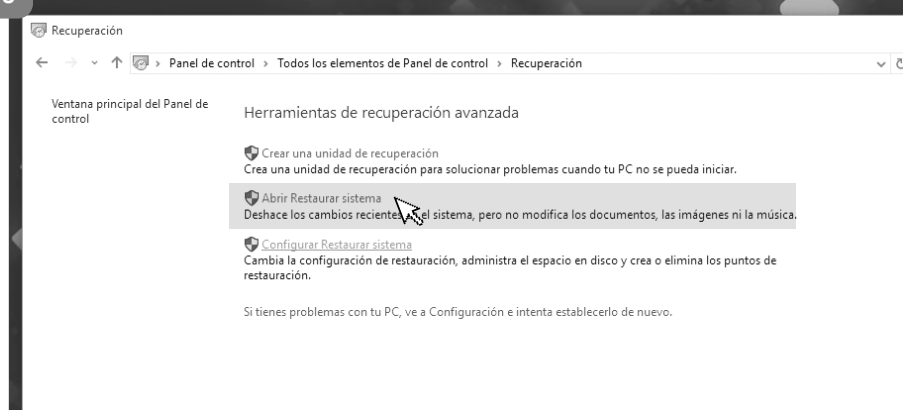 Recuperación
Panel de control > Todos los elementos de Panel de control > Recuperación
Ventana principal del Panel de
control
Herramientas de recuperación avanzada
Crear una unidad de recuperación
Crea una unidad de recuperación para solucionar problemas cuando tu PC no se pueda iniciar.
Abrir Restaurar sistema
Deshace los cambios recientes el sistema, pero no modifica los documentos, las imágenes ni la música.
Configurar Restaurar sistema
Cambia la configuración de restauración, administra el espacio en disco y crea o elimina los puntos de
restauración.
Si tienes problemas con tu PC, ve a Configuración e intenta establecerlo de nuevo.